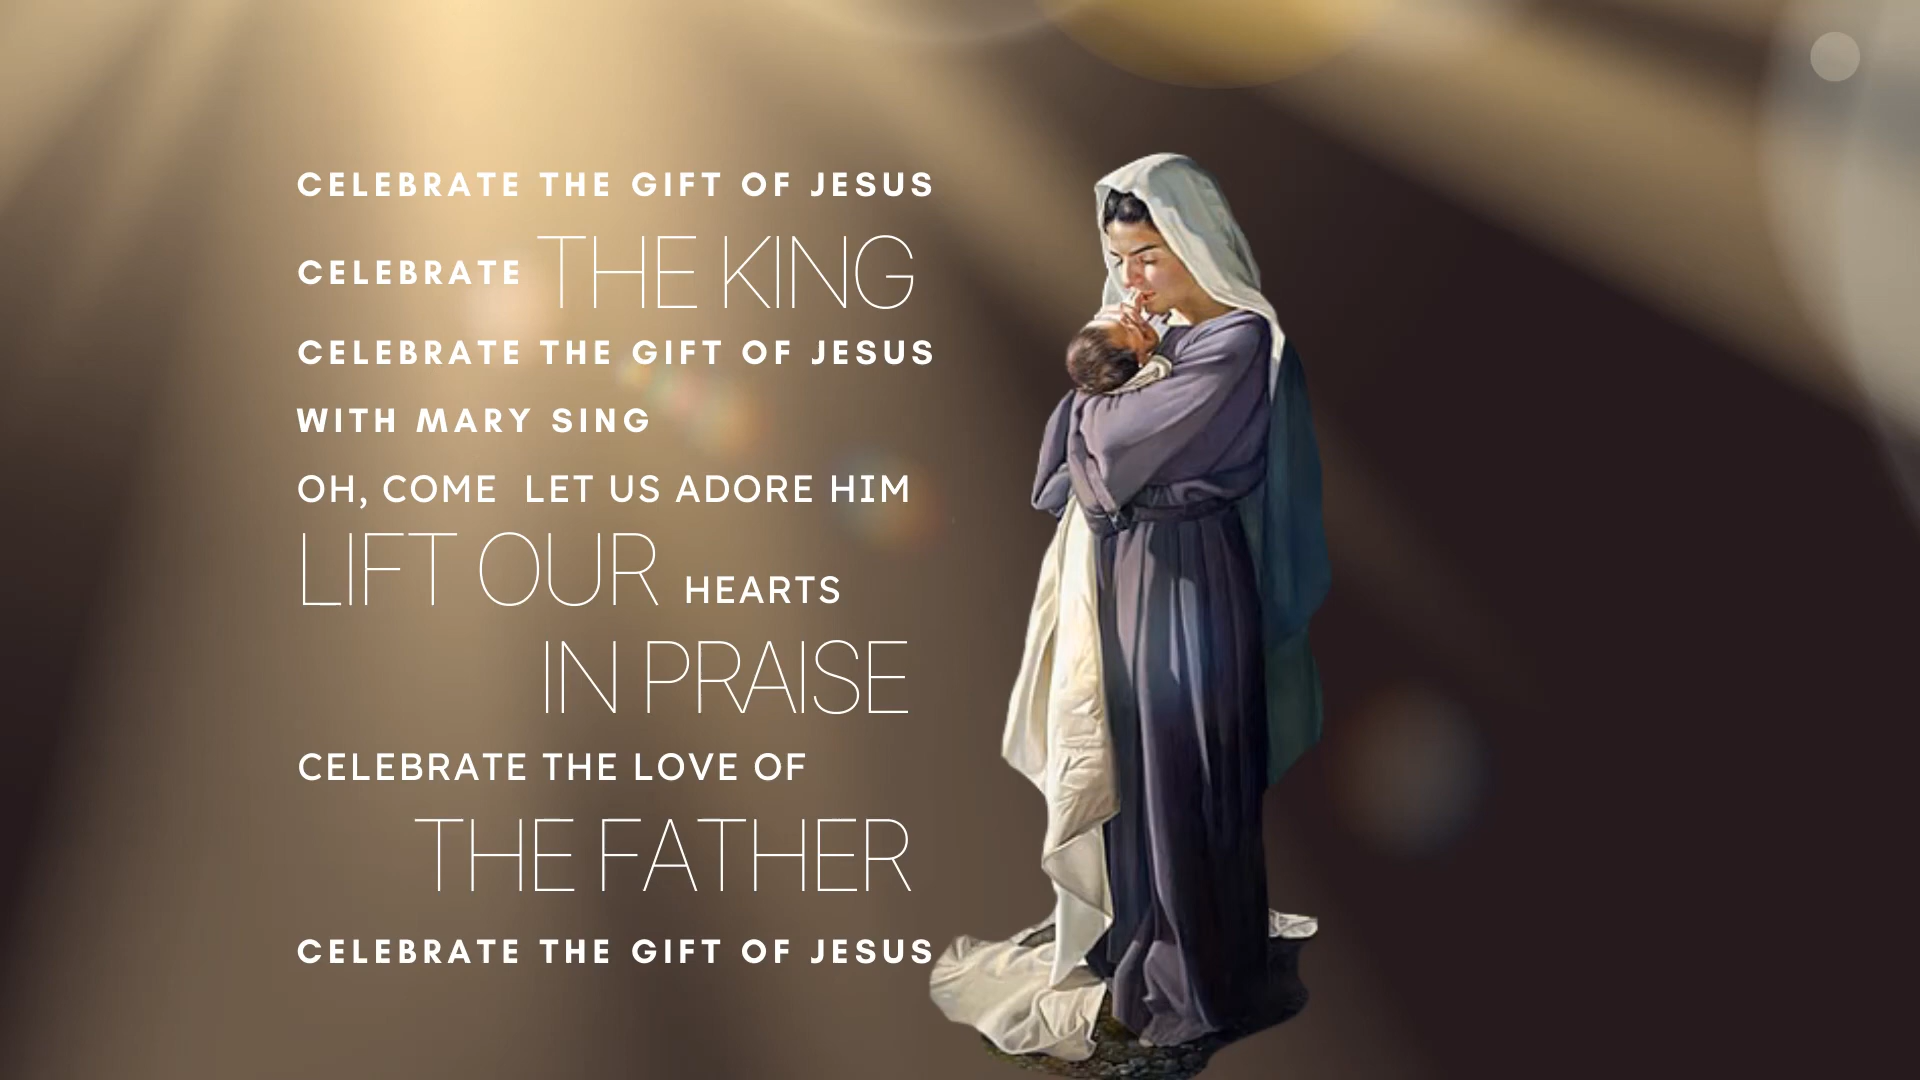 CELEBRATE THE GIFT OF JESUS
CELEBRATE THE KING
CELEBRATE THE GIFT OF JESUS
WITH MARY SING
OH, COME LET US ADORE HIM
LIFT OUR HEARTS
IN PRAISE
CELEBRATE THE LOVE OF
THE FATHER
CELEBRATE THE GIFT OF JESUS